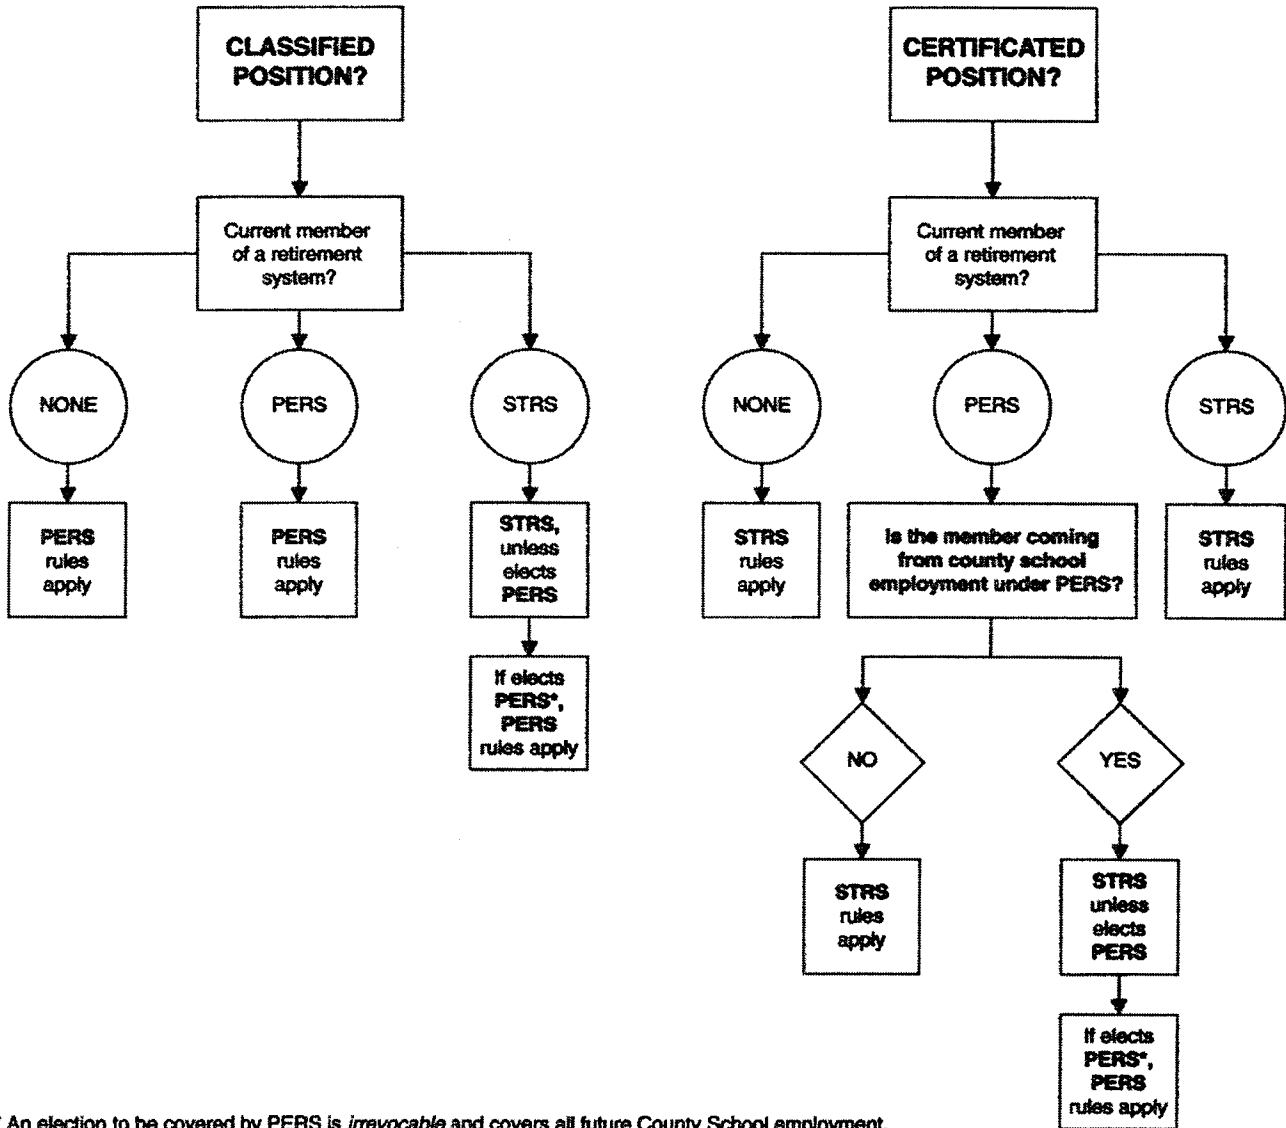 CLASSIFIED
POSITION?
Current member
of a retirement
system?
NONE
PERS
STRS
PERS
rules
apply
PERS
rules
apply
STRS,
unless
elects
PERS
If elects
PERS*,
PERS
rules apply
CERTIFICATED
POSITION?
Current member
of a retirement
system?
NONE
PERS
STRS
STRS
rules
apply
Is the member coming
from county school
employment under PERS?
STRS
rules
apply
NO
YES
STRS
rules
apply
STRS
unless
elects
PERS
If elects
PERS*,
PERS
rules apply
* An election to be covered by PERS is irrevocable and covers all future County School employment.